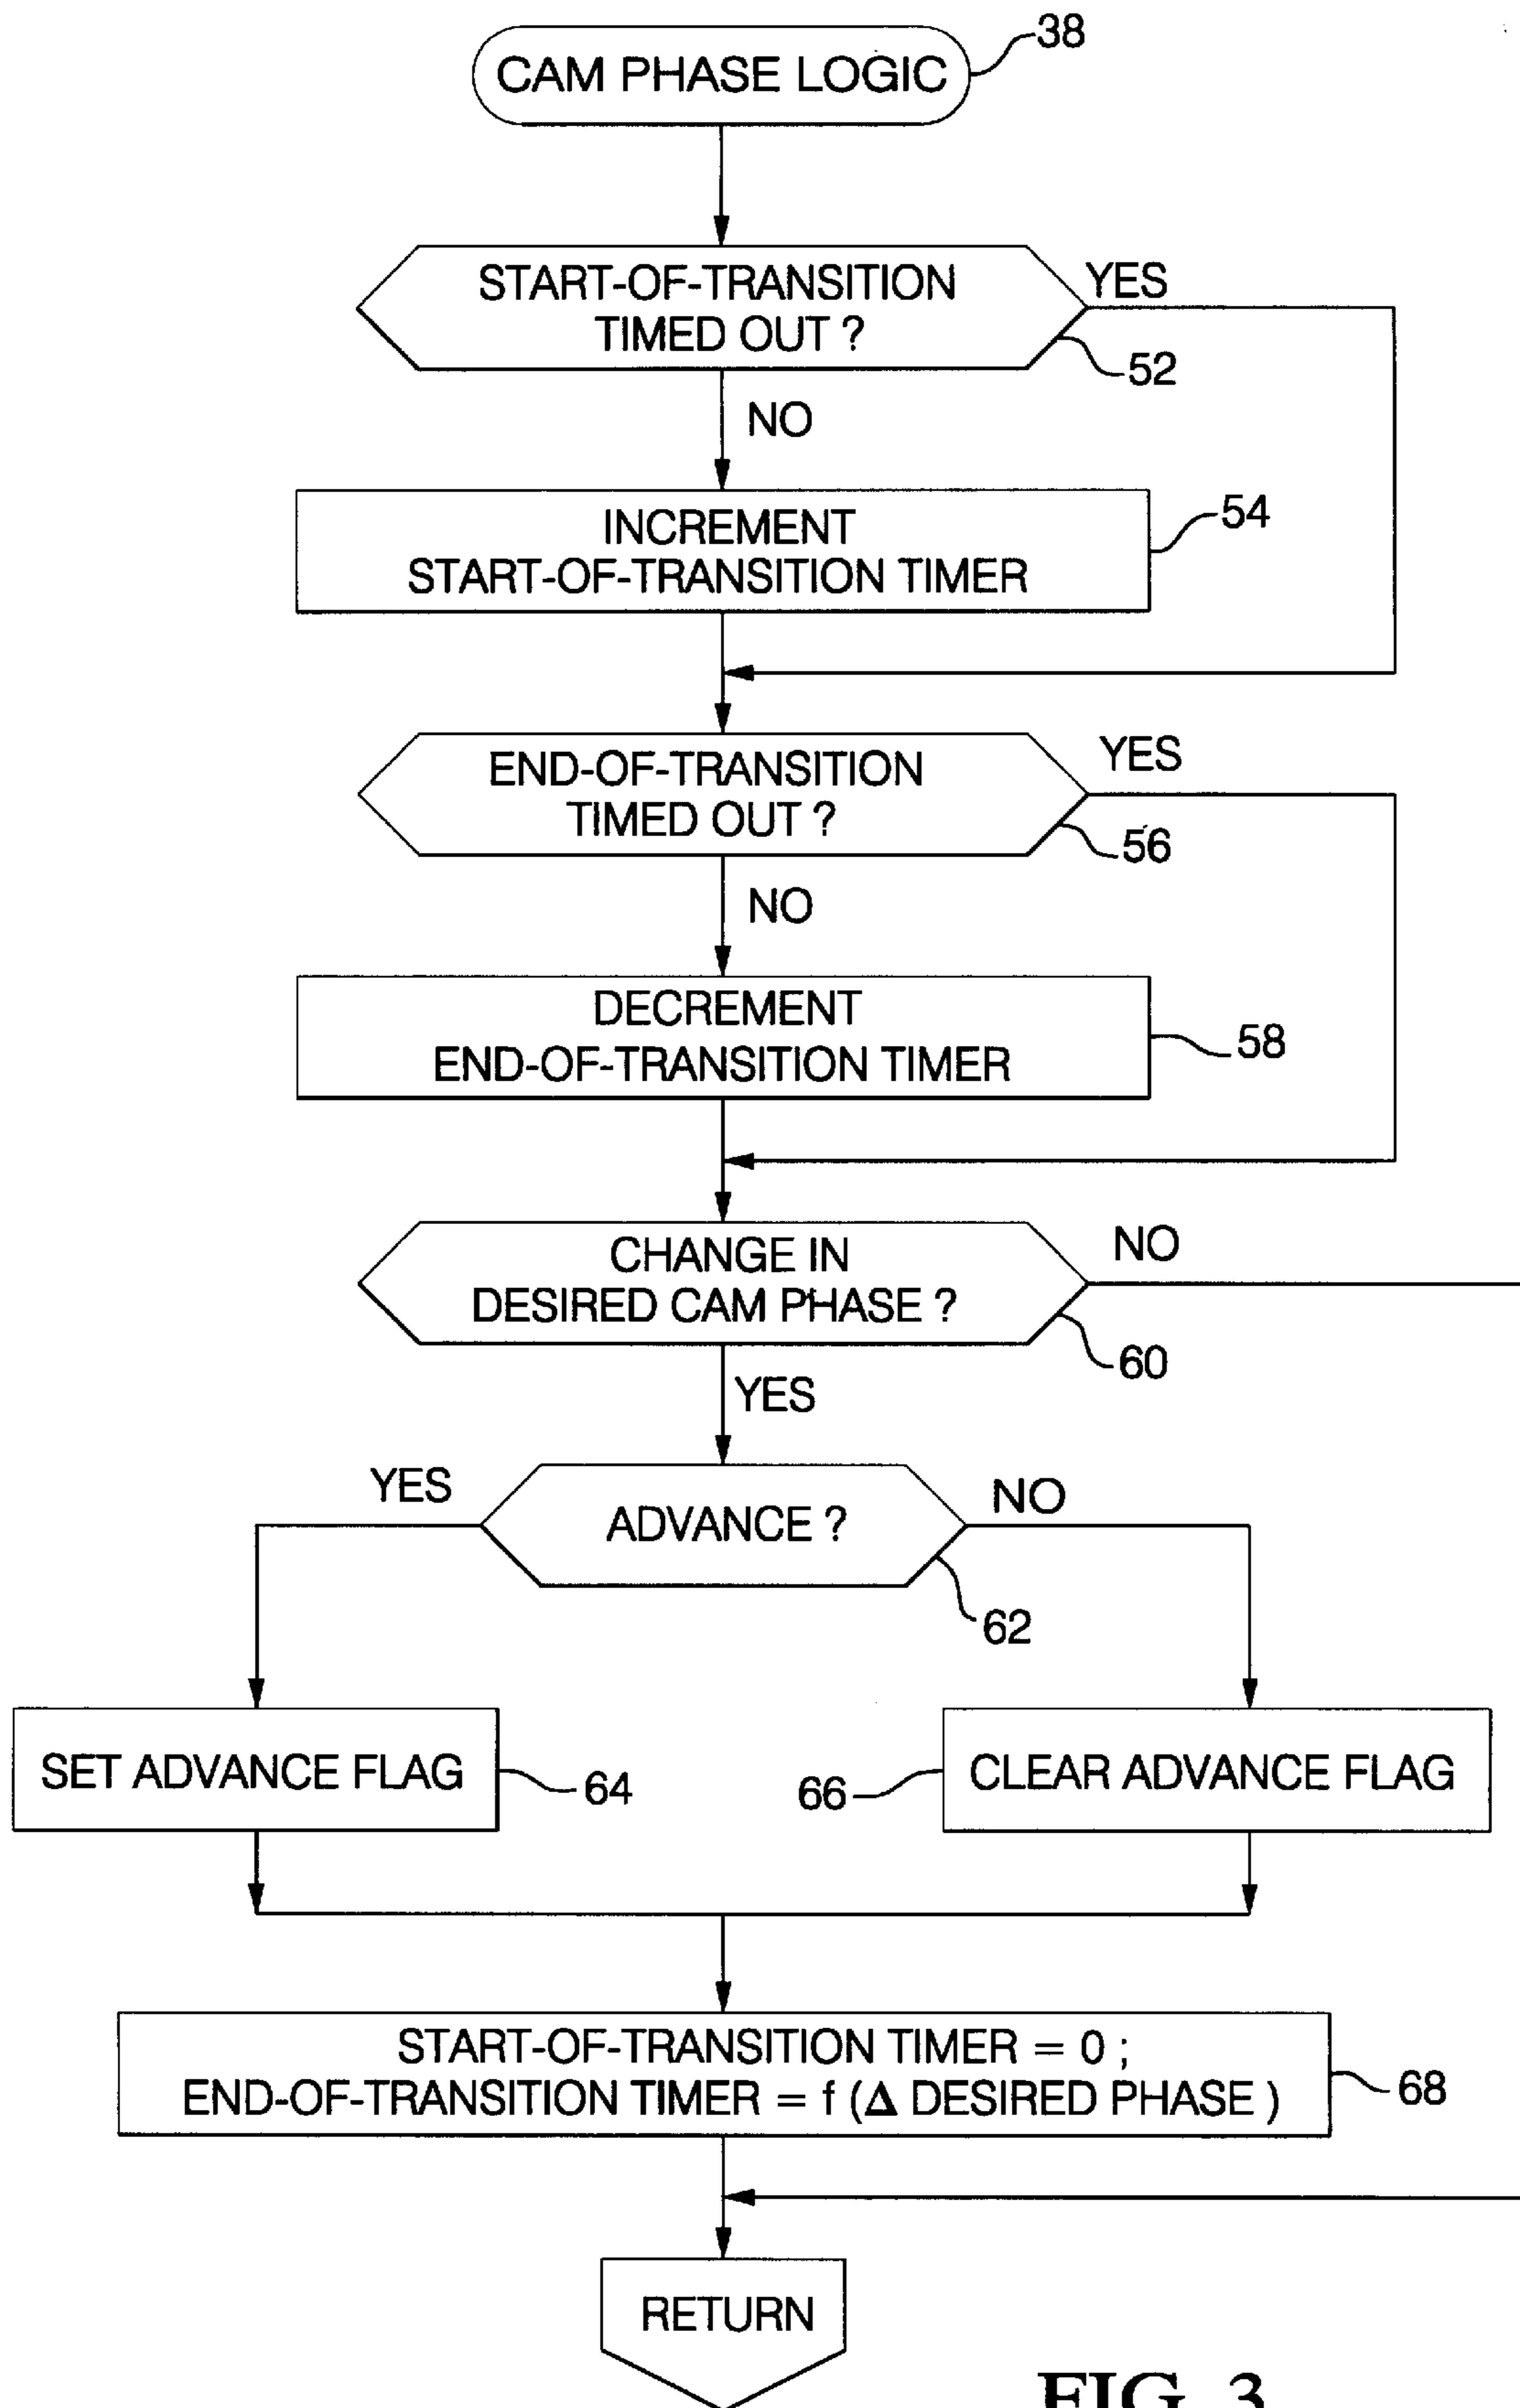 CAM PHASE LOGIC
38
START-OF-TRANSITION
TIMED OUT ?
YES
52
NO
INCREMENT
START-OF-TRANSITION TIMER
54
END-OF-TRANSITION
TIMED OUT ?
YES
56
NO
DECREMENT
END-OF-TRANSITION TIMER
58
CHANGE IN
DESIRED CAM PHASE ?
NO
60
YES
YES
ADVANCE ?
NO
62
SET ADVANCE FLAG
64
66
CLEAR ADVANCE FLAG
START-OF-TRANSITION TIMER = 0 ;
END-OF-TRANSITION TIMER = f (Δ DESIRED PHASE )
68
RETURN
FIG. 3